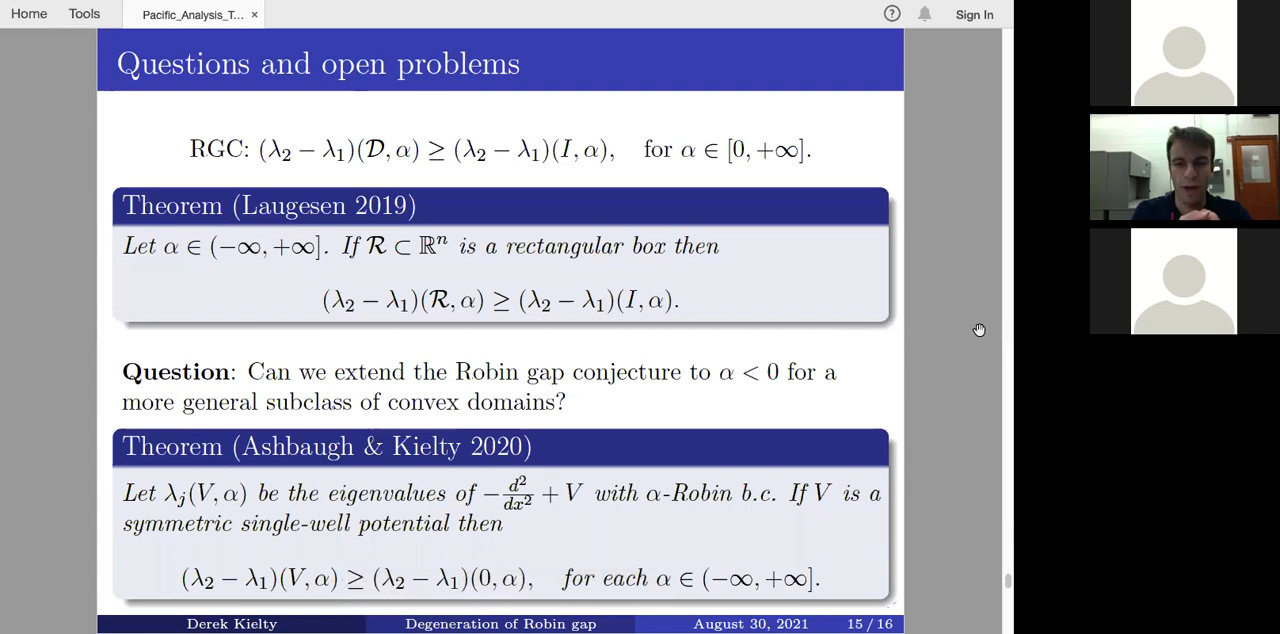 Home Tools Pacific_Analysis_T... × Sign In
Questions and open problems
RGC: (λ₂ − λ₁)(𝒟, α) ≥ (λ₂ − λ₁)(I, α), for α ∈ [0, +∞].
Theorem (Laugesen 2019)
Let α ∈ (−∞, +∞]. If ℛ ⊂ ℝⁿ is a rectangular box then
(λ₂ − λ₁)(ℛ, α) ≥ (λ₂ − λ₁)(I, α).
Question: Can we extend the Robin gap conjecture to α < 0 for a
more general subclass of convex domains?
Theorem (Ashbaugh & Kielty 2020)
Let λⱼ(V, α) be the eigenvalues of −d²/dx² + V with α-Robin b.c. If V is a
symmetric single-well potential then
(λ₂ − λ₁)(V, α) ≥ (λ₂ − λ₁)(0, α), for each α ∈ (−∞, +∞].
Derek Kielty Degeneration of Robin gap August 30, 2021 15 / 16